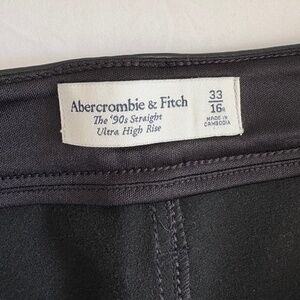 Abercrombie & Fitch
The '90s Straight
Ultra High Rise
33
16R
MADE IN
CAMBODIA